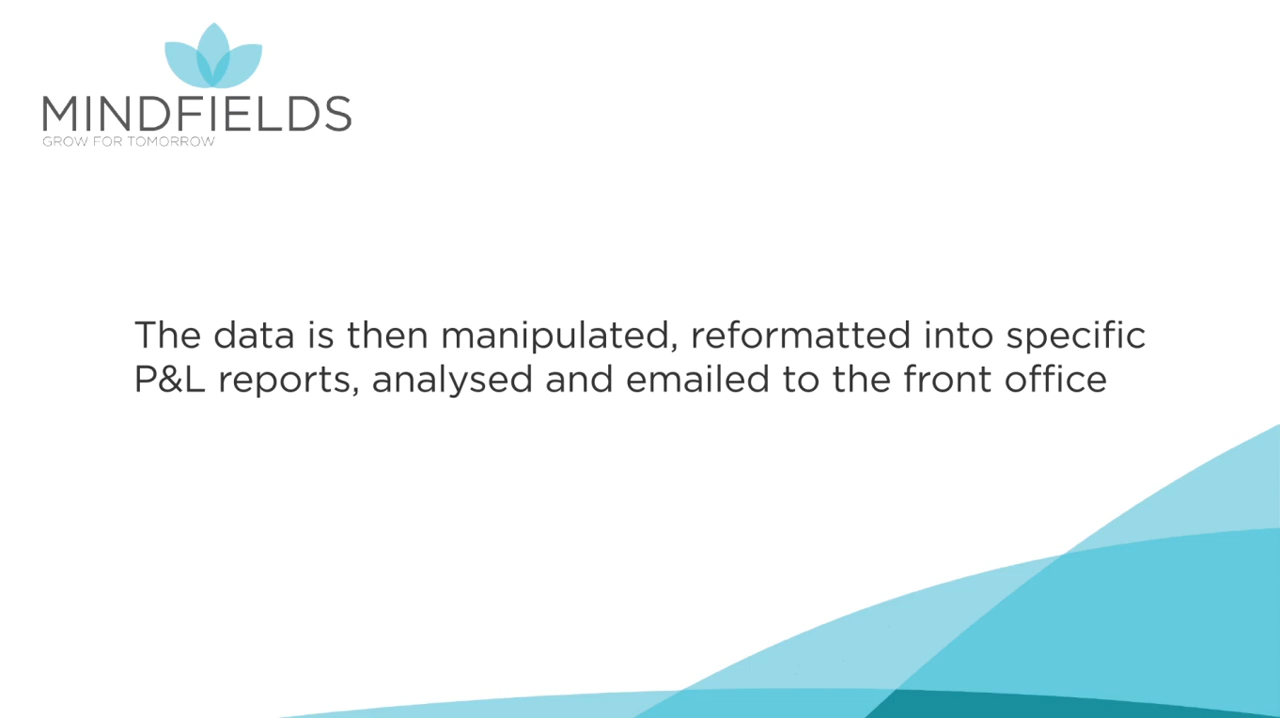 MINDFIELDS
GROW FOR TOMORROW
The data is then manipulated, reformatted into specific
P&L reports, analysed and emailed to the front office